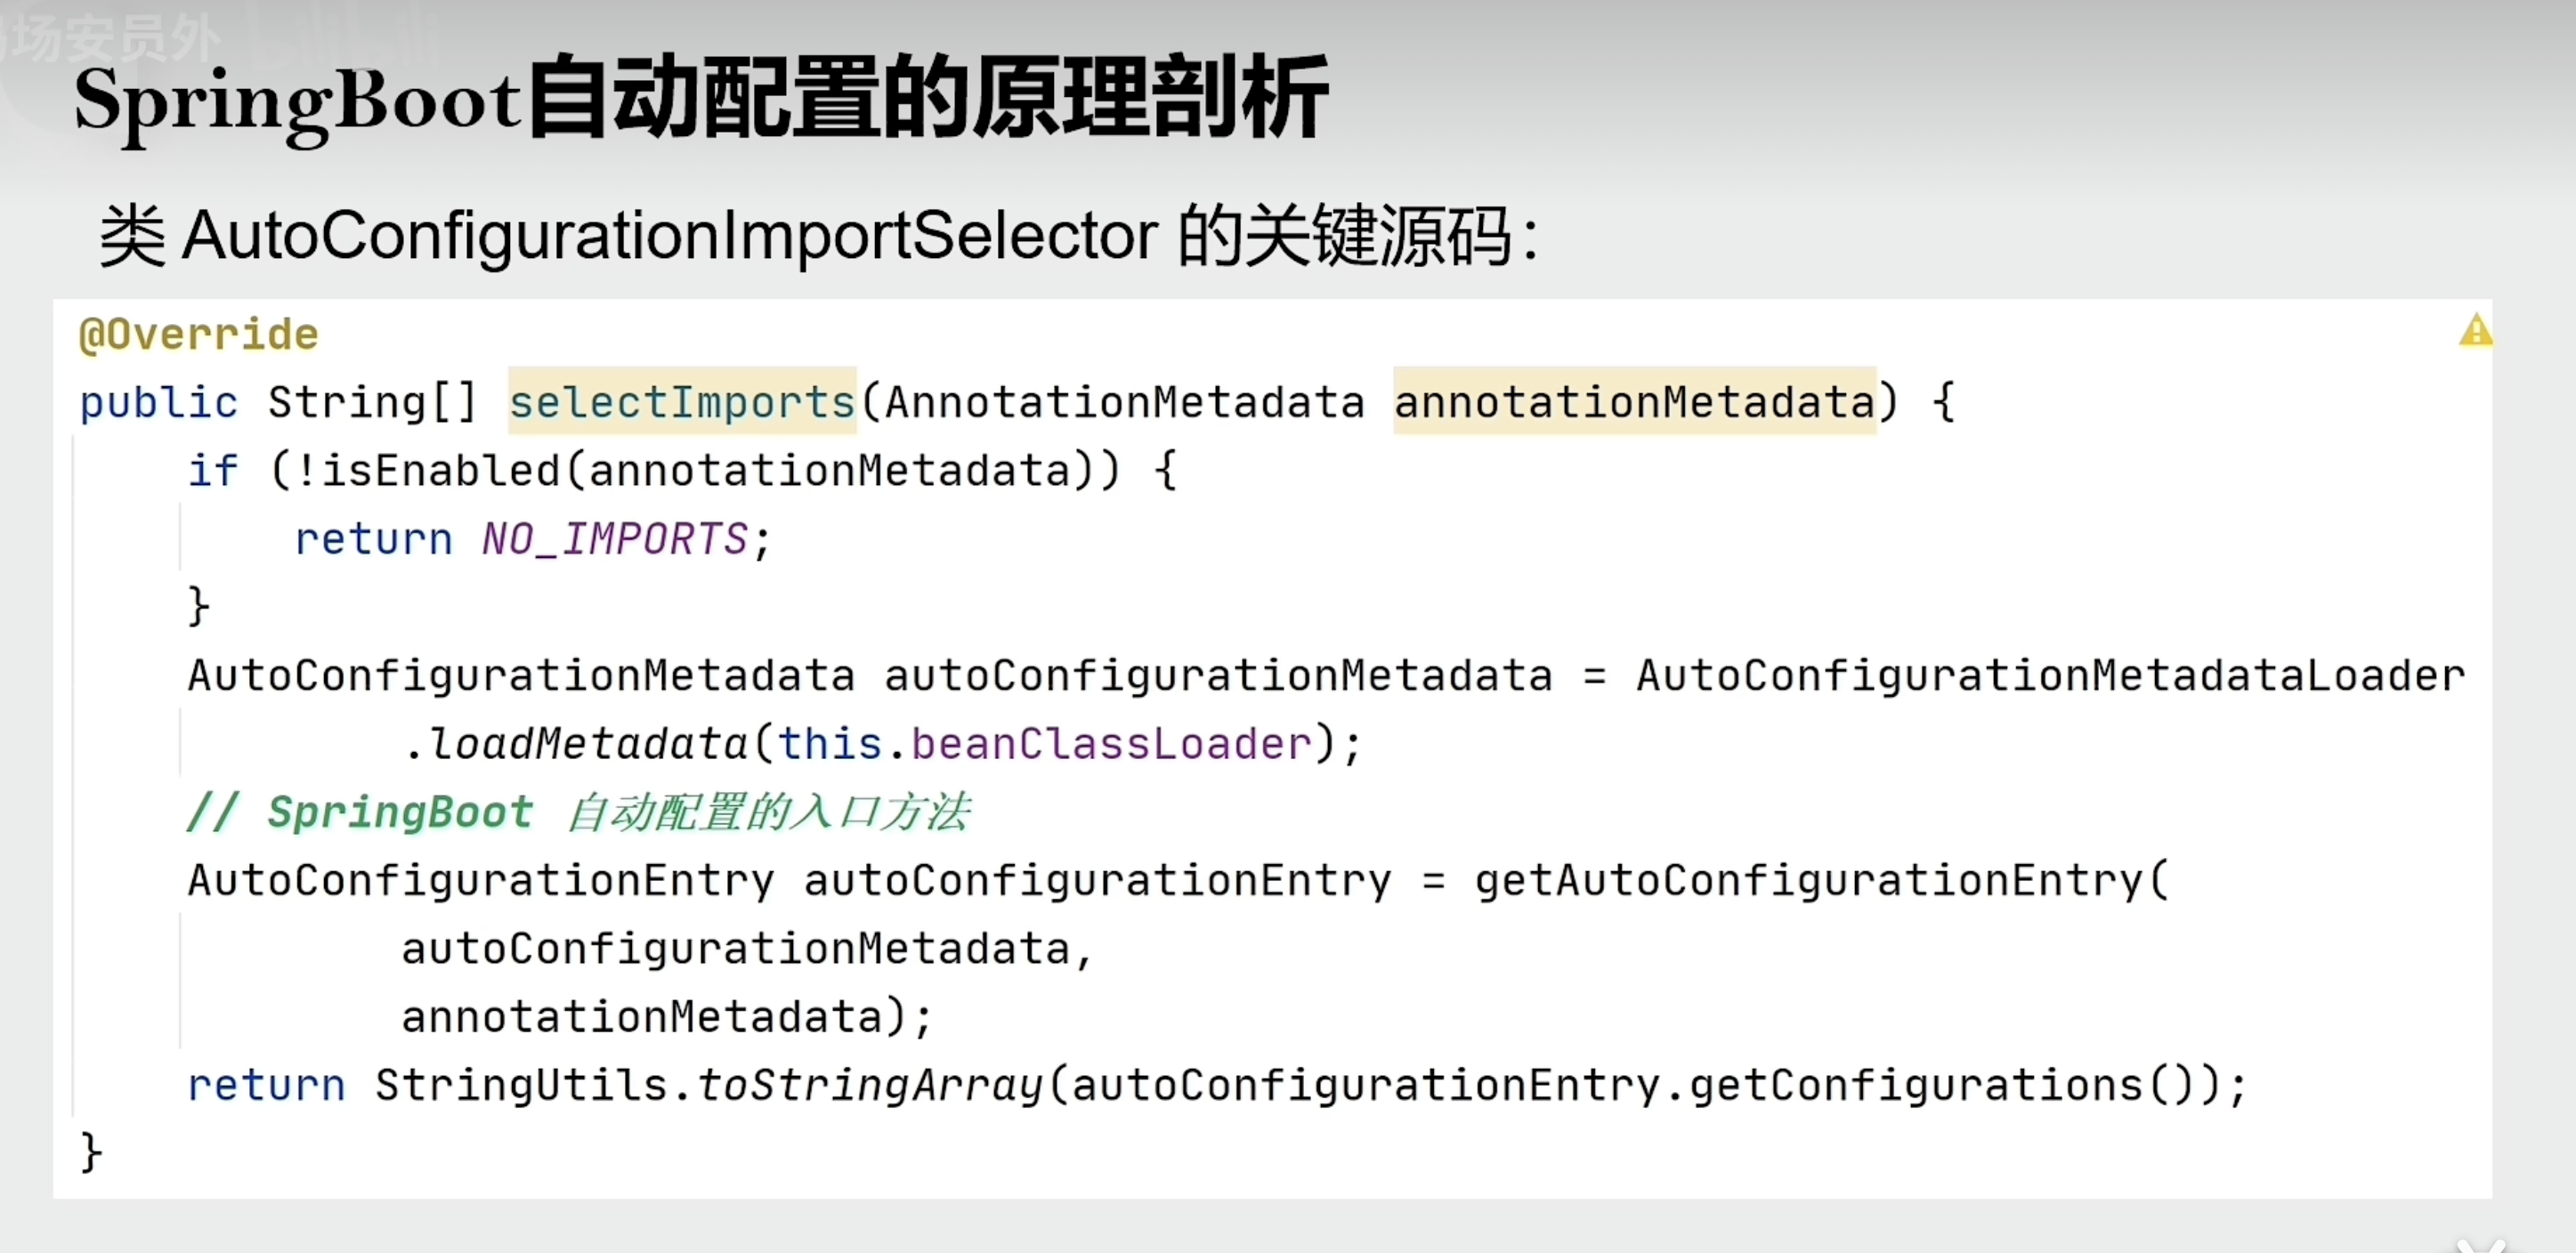 场安员外 bilibili
SpringBoot自动配置的原理剖析
类 AutoConfigurationImportSelector 的关键源码：
@Override
public String[] selectImports(AnnotationMetadata annotationMetadata) {
if (!isEnabled(annotationMetadata)) {
return NO_IMPORTS;
}
AutoConfigurationMetadata autoConfigurationMetadata = AutoConfigurationMetadataLoader
.loadMetadata(this.beanClassLoader);
// SpringBoot 自动配置的入口方法
AutoConfigurationEntry autoConfigurationEntry = getAutoConfigurationEntry(
autoConfigurationMetadata,
annotationMetadata);
return StringUtils.toStringArray(autoConfigurationEntry.getConfigurations());
}